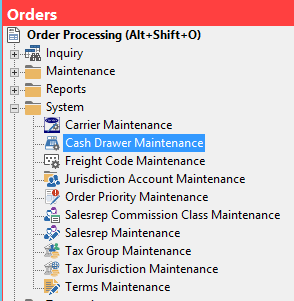 Orders
Order Processing (Alt+Shift+O)
Inquiry
Maintenance
Reports
System
Carrier Maintenance
Cash Drawer Maintenance
Freight Code Maintenance
Jurisdiction Account Maintenance
Order Priority Maintenance
Salesrep Commission Class Maintenance
Salesrep Maintenance
Tax Group Maintenance
Tax Jurisdiction Maintenance
Terms Maintenance